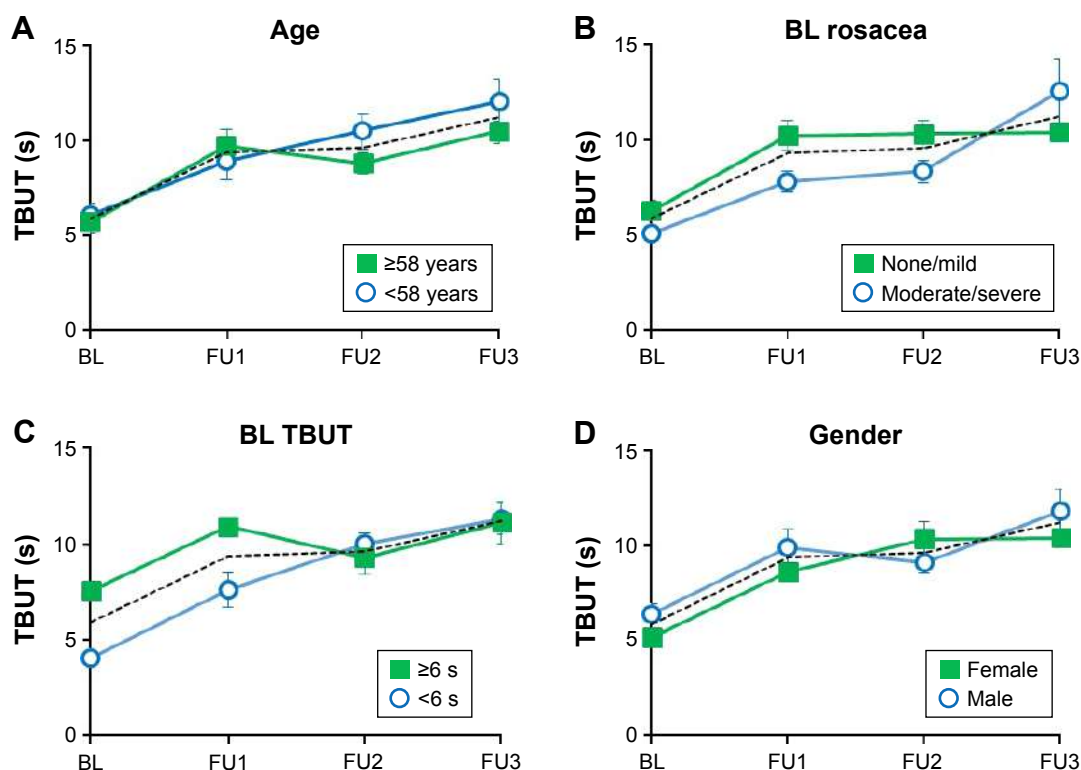 A
Age
TBUT (s)
15
10
5
0
BL
FU1
FU2
FU3
≥58 years
<58 years
B
BL rosacea
TBUT (s)
15
10
5
0
BL
FU1
FU2
FU3
None/mild
Moderate/severe
C
BL TBUT
TBUT (s)
15
10
5
0
BL
FU1
FU2
FU3
≥6 s
<6 s
D
Gender
TBUT (s)
15
10
5
0
BL
FU1
FU2
FU3
Female
Male